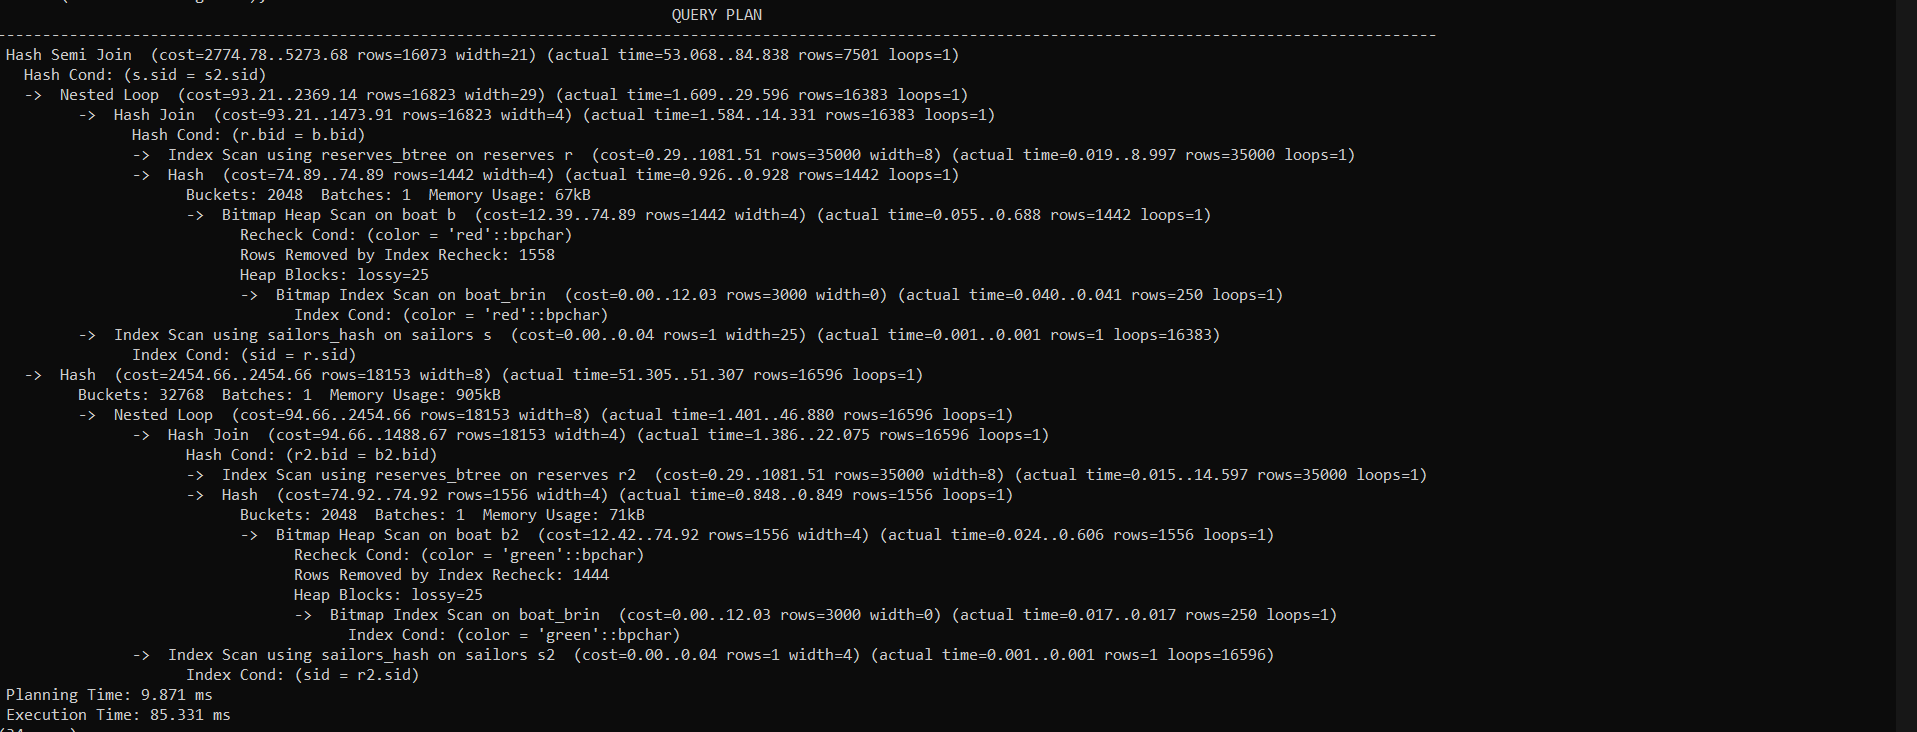 QUERY PLAN
-----------------------------------------------------------------------------------------------------------------------------------------------------------------
Hash Semi Join  (cost=2774.78..5273.68 rows=16073 width=21) (actual time=53.068..84.838 rows=7501 loops=1)
  Hash Cond: (s.sid = s2.sid)
  ->  Nested Loop  (cost=93.21..2369.14 rows=16823 width=29) (actual time=1.609..29.596 rows=16383 loops=1)
        ->  Hash Join  (cost=93.21..1473.91 rows=16823 width=4) (actual time=1.584..14.331 rows=16383 loops=1)
              Hash Cond: (r.bid = b.bid)
              ->  Index Scan using reserves_btree on reserves r  (cost=0.29..1081.51 rows=35000 width=8) (actual time=0.019..8.997 rows=35000 loops=1)
              ->  Hash  (cost=74.89..74.89 rows=1442 width=4) (actual time=0.926..0.928 rows=1442 loops=1)
                    Buckets: 2048  Batches: 1  Memory Usage: 67kB
                    ->  Bitmap Heap Scan on boat b  (cost=12.39..74.89 rows=1442 width=4) (actual time=0.055..0.688 rows=1442 loops=1)
                          Recheck Cond: (color = 'red'::bpchar)
                          Rows Removed by Index Recheck: 1558
                          Heap Blocks: lossy=25
                          ->  Bitmap Index Scan on boat_brin  (cost=0.00..12.03 rows=3000 width=0) (actual time=0.040..0.041 rows=250 loops=1)
                                Index Cond: (color = 'red'::bpchar)
        ->  Index Scan using sailors_hash on sailors s  (cost=0.00..0.04 rows=1 width=25) (actual time=0.001..0.001 rows=1 loops=16383)
              Index Cond: (sid = r.sid)
  ->  Hash  (cost=2454.66..2454.66 rows=18153 width=8) (actual time=51.305..51.307 rows=16596 loops=1)
        Buckets: 32768  Batches: 1  Memory Usage: 905kB
        ->  Nested Loop  (cost=94.66..2454.66 rows=18153 width=8) (actual time=1.401..46.880 rows=16596 loops=1)
              ->  Hash Join  (cost=94.66..1488.67 rows=18153 width=4) (actual time=1.386..22.075 rows=16596 loops=1)
                    Hash Cond: (r2.bid = b2.bid)
                    ->  Index Scan using reserves_btree on reserves r2  (cost=0.29..1081.51 rows=35000 width=8) (actual time=0.015..14.597 rows=35000 loops=1)
                    ->  Hash  (cost=74.92..74.92 rows=1556 width=4) (actual time=0.848..0.849 rows=1556 loops=1)
                          Buckets: 2048  Batches: 1  Memory Usage: 71kB
                          ->  Bitmap Heap Scan on boat b2  (cost=12.42..74.92 rows=1556 width=4) (actual time=0.024..0.606 rows=1556 loops=1)
                                Recheck Cond: (color = 'green'::bpchar)
                                Rows Removed by Index Recheck: 1444
                                Heap Blocks: lossy=25
                                ->  Bitmap Index Scan on boat_brin  (cost=0.00..12.03 rows=3000 width=0) (actual time=0.017..0.017 rows=250 loops=1)
                                      Index Cond: (color = 'green'::bpchar)
              ->  Index Scan using sailors_hash on sailors s2  (cost=0.00..0.04 rows=1 width=4) (actual time=0.001..0.001 rows=1 loops=16596)
                    Index Cond: (sid = r2.sid)
Planning Time: 9.871 ms
Execution Time: 85.331 ms